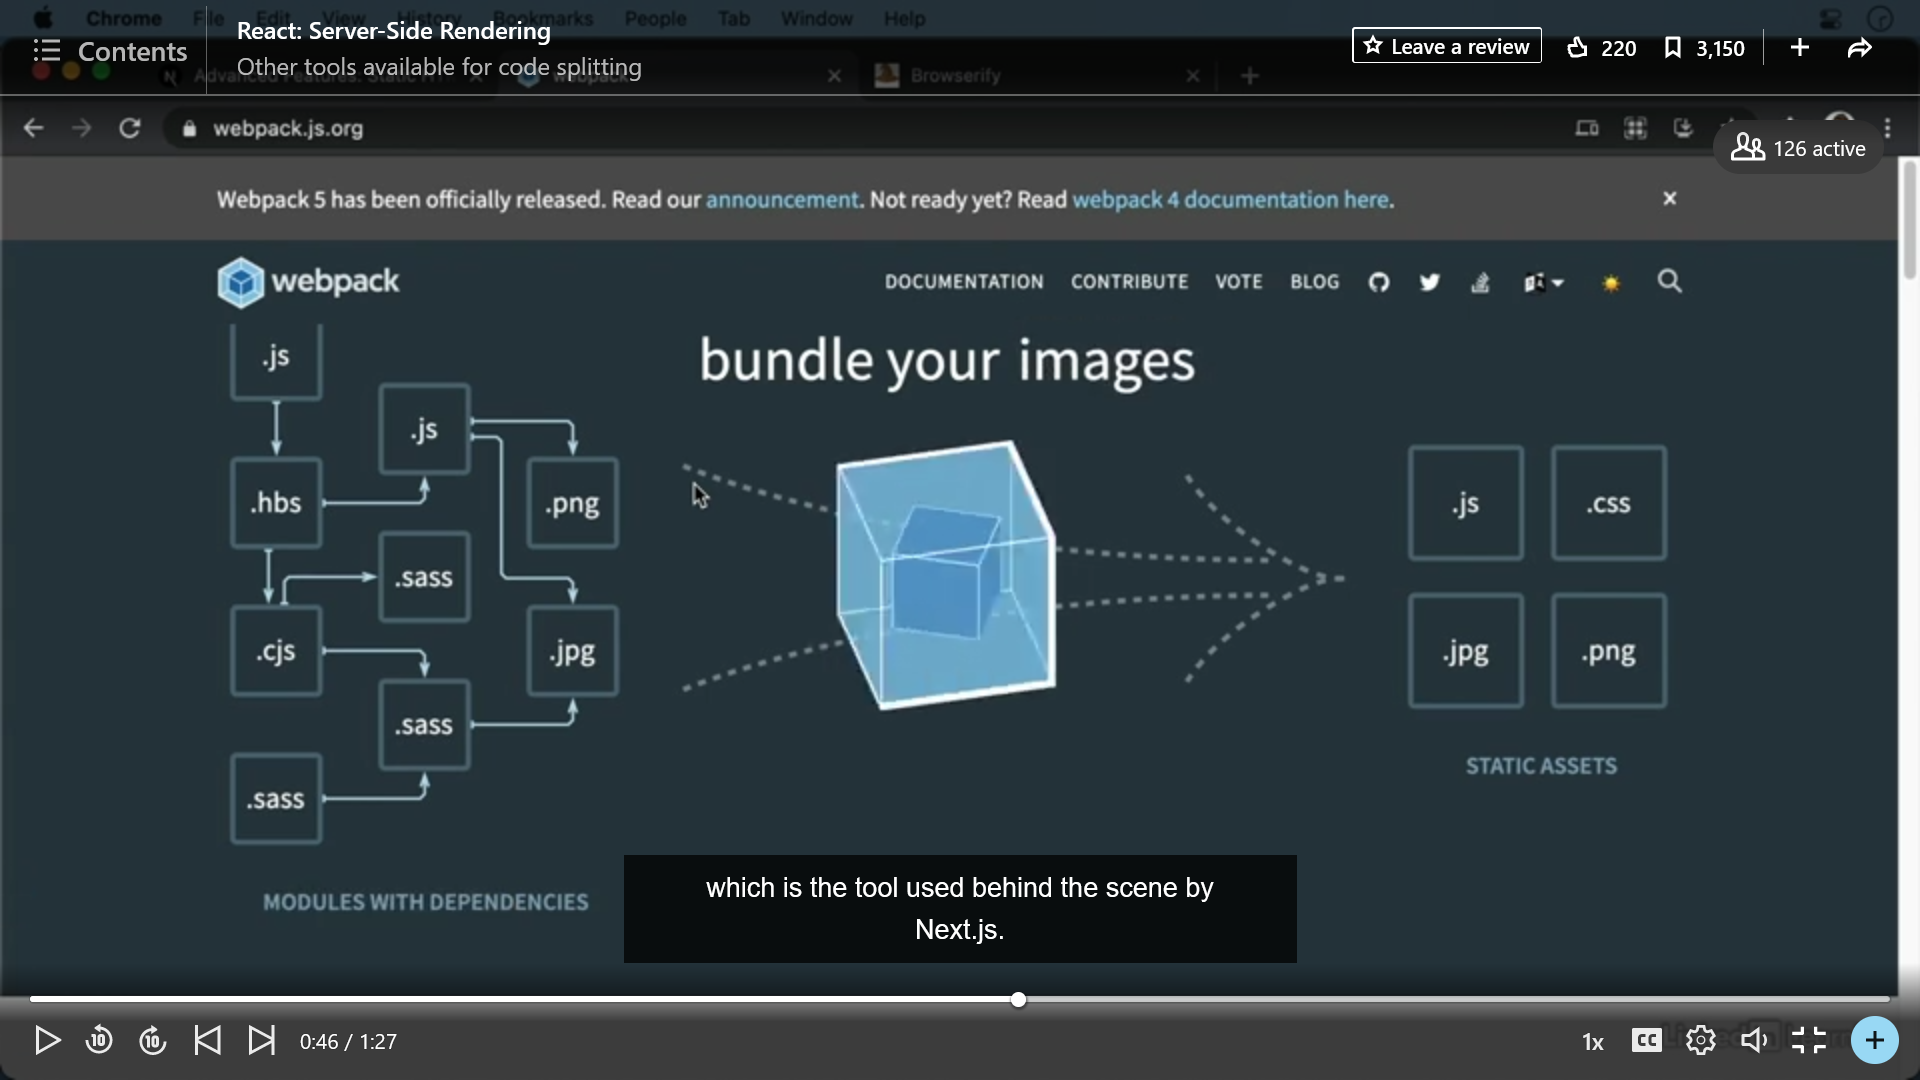 Chrome File Edit View History Bookmarks People Tab Window Help
Contents
React: Server-Side Rendering
Other tools available for code splitting
Leave a review
220
3,150
Advanced Features:
Browserify
webpack.js.org
126 active
Webpack 5 has been officially released. Read our announcement. Not ready yet? Read webpack 4 documentation here.
webpack
DOCUMENTATION CONTRIBUTE VOTE BLOG
bundle your images
.js
.js
.hbs
.png
.sass
.cjs
.jpg
.sass
.sass
MODULES WITH DEPENDENCIES
.js .css
.jpg .png
STATIC ASSETS
which is the tool used behind the scene by
Next.js.
10 10 0:46 / 1:27
1x CC